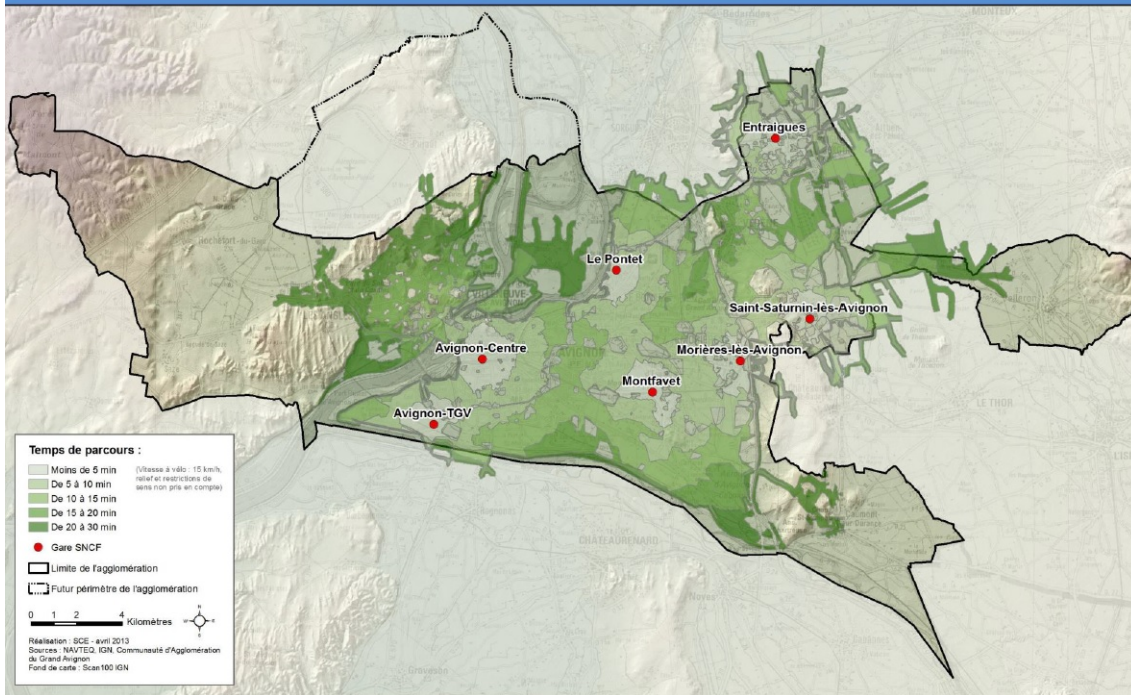 Entraigues
Le Pontet
Saint-Saturnin-lès-Avignon
Avignon-Centre
Morières-lès-Avignon
Montfavet
Avignon-TGV
CHÂTEAURENARD
LE THOR
Noves
Graveson
MONTEUX
AVIGNON
Temps de parcours :
Moins de 5 min
De 5 à 10 min
De 10 à 15 min
De 15 à 20 min
De 20 à 30 min
(Vitesse à vélo : 15 km/h,
relief et restrictions de
sens non pris en compte)
Gare SNCF
Limite de l'agglomération
Futur périmètre de l'agglomération
0 1 2 4 Kilomètres
N
S
Réalisation : SCE - avril 2013
Sources : NAVTEQ, IGN, Communauté d'Agglomération
du Grand Avignon
Fond de carte : Scan100 IGN